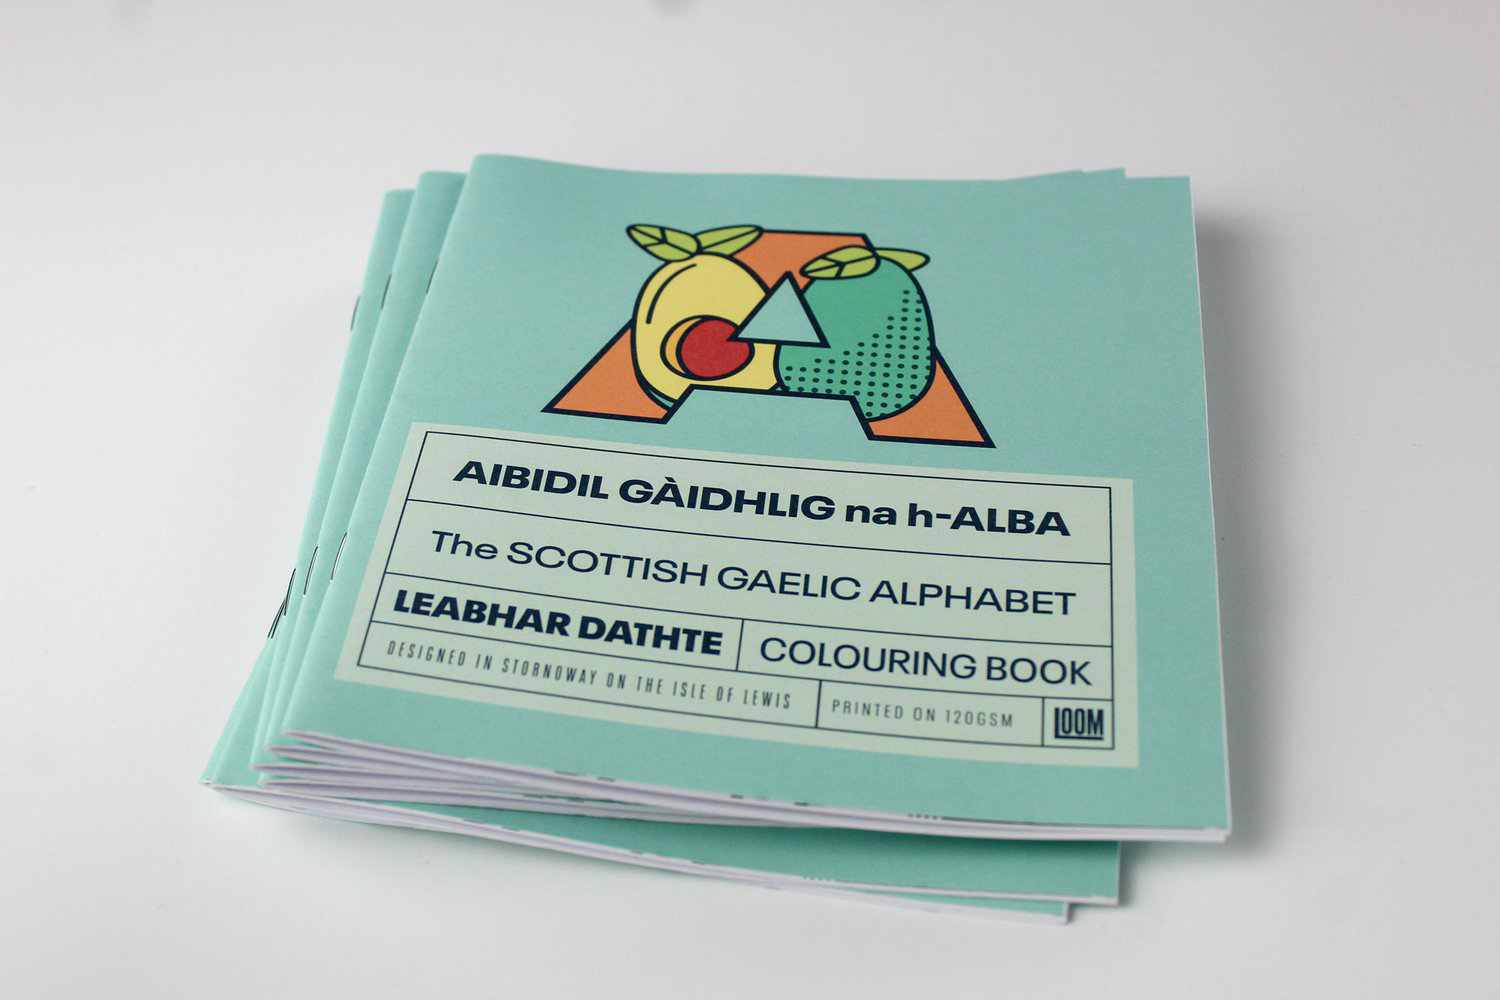 AIBIDIL GÀIDHLIG na h-ALBA
The SCOTTISH GAELIC ALPHABET
LEABHAR DATHTE
COLOURING BOOK
DESIGNED IN STORNOWAY ON THE ISLE OF LEWIS
PRINTED ON 120GSM
LOOM